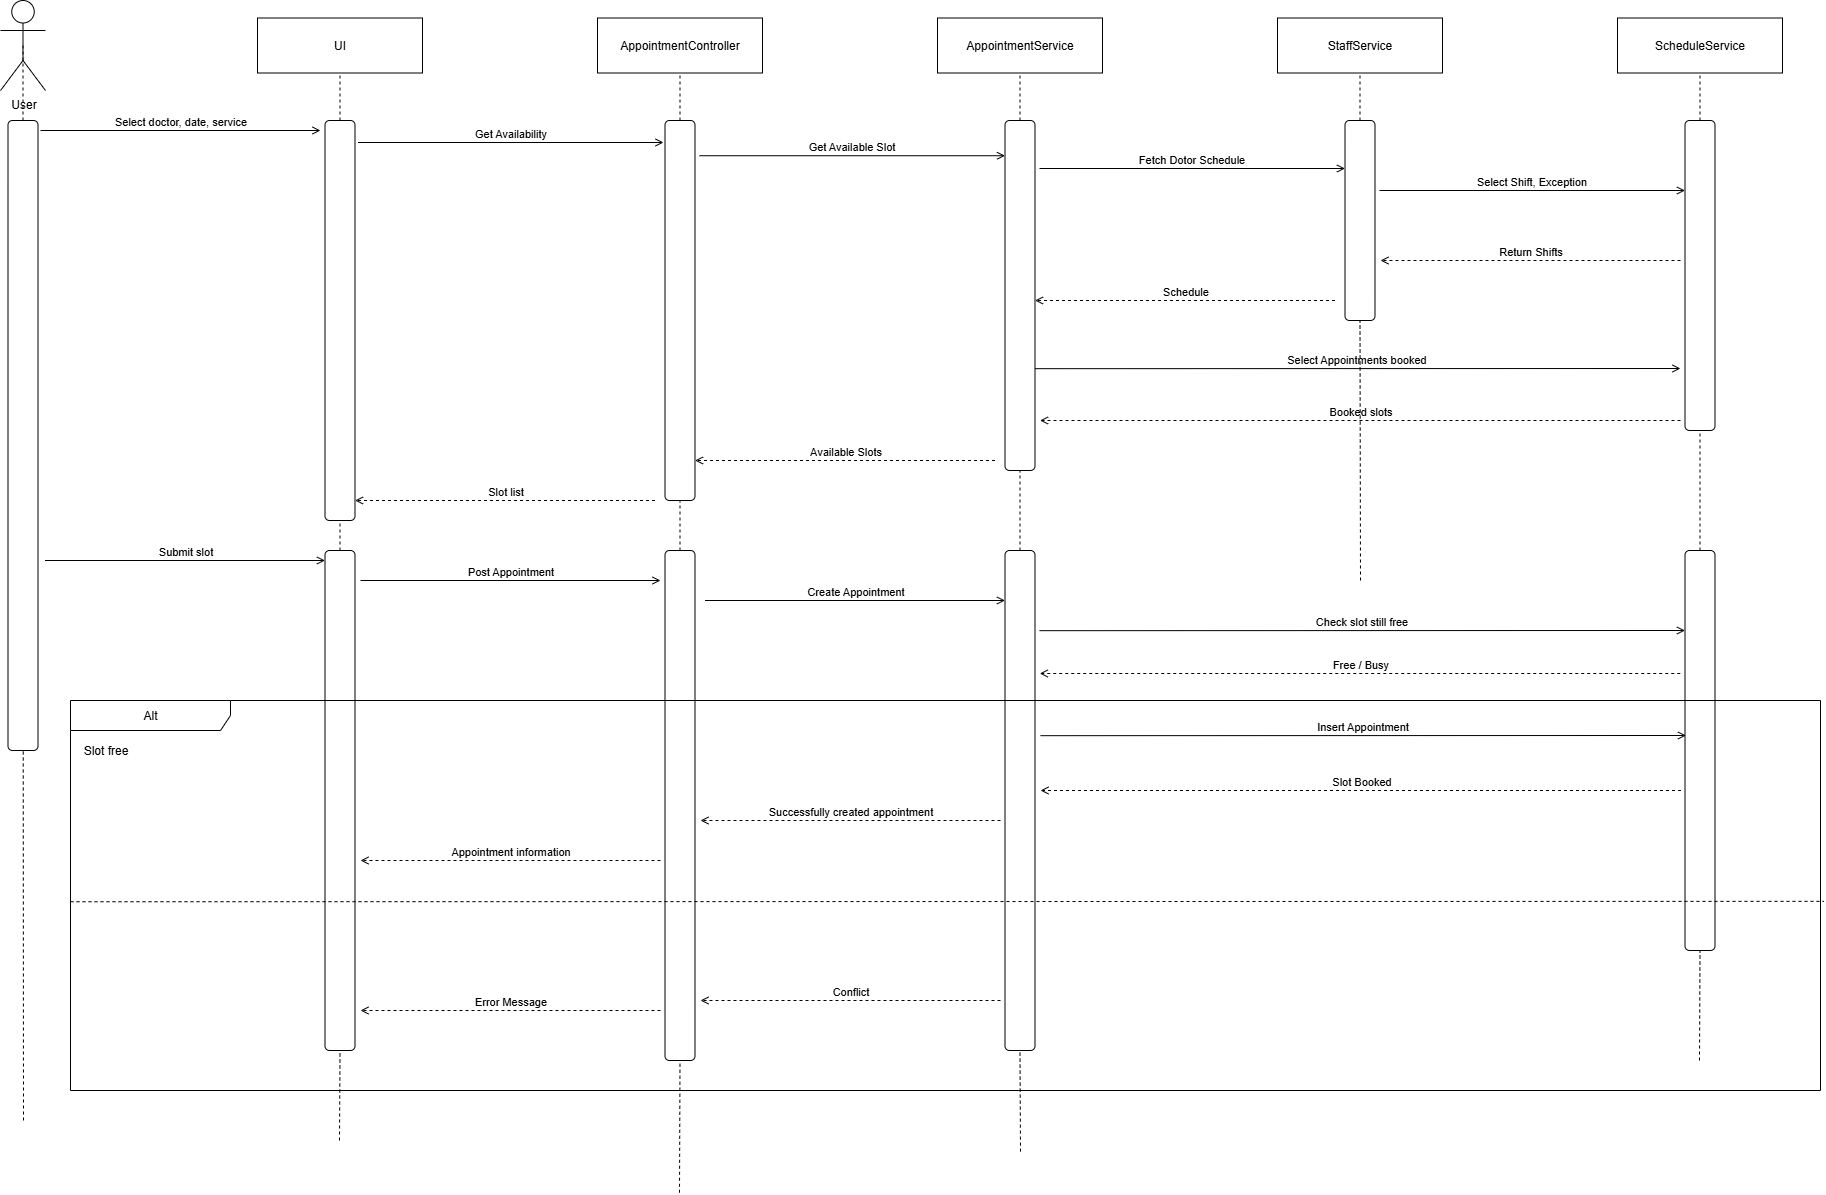 User
UI
AppointmentController
AppointmentService
StaffService
ScheduleService
Select doctor, date, service
Get Availability
Get Available Slot
Fetch Dotor Schedule
Select Shift, Exception
Return Shifts
Schedule
Select Appointments booked
Booked slots
Available Slots
Slot list
Submit slot
Post Appointment
Create Appointment
Check slot still free
Free / Busy
Alt
Slot free
Insert Appointment
Slot Booked
Successfully created appointment
Appointment information
Conflict
Error Message